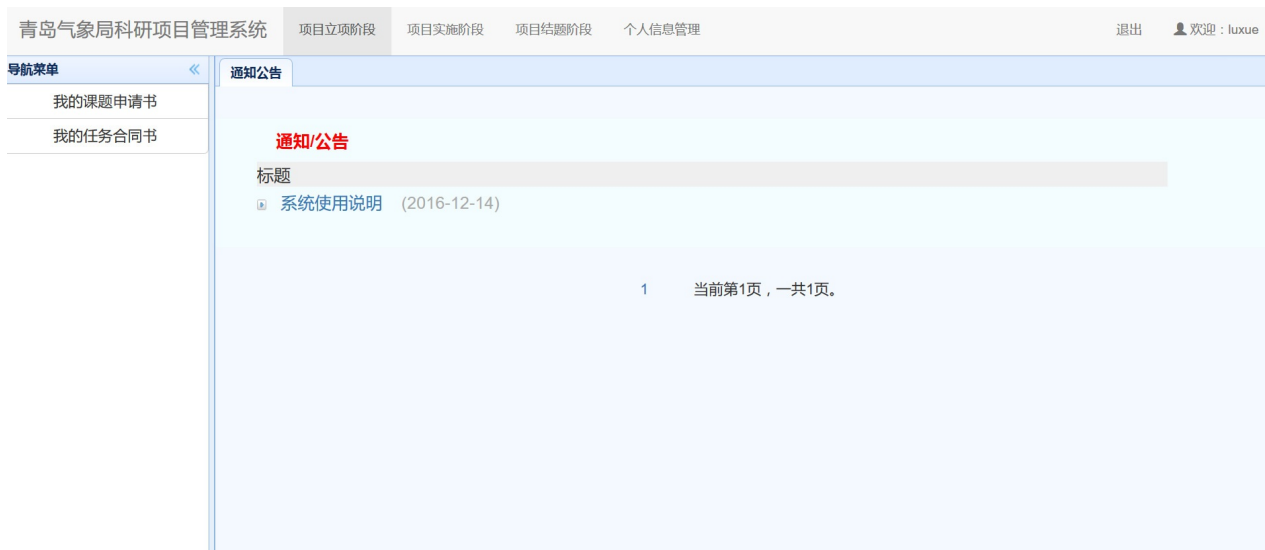 青岛气象局科研项目管理系统 项目立项阶段 项目实施阶段 项目结题阶段 个人信息管理 退出 欢迎：luxue
导航菜单
我的课题申请书
我的任务合同书
通知公告
通知/公告
标题
系统使用说明 (2016-12-14)
1 当前第1页，一共1页。